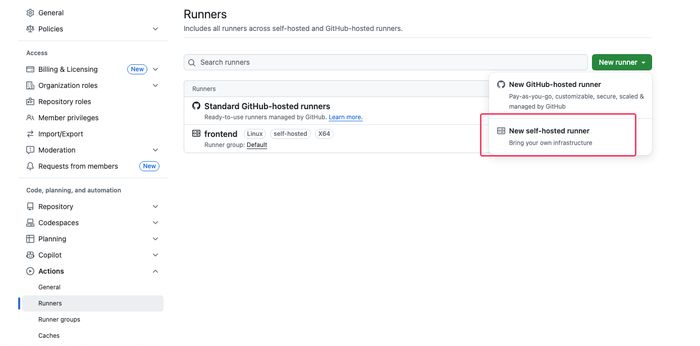 General
Policies
Access
Billing & Licensing New
Organization roles
Repository roles
Member privileges
Import/Export
Moderation
Requests from members New
Code, planning, and automation
Repository
Codespaces
Planning
Copilot
Actions
General
Runners
Runner groups
Caches
Runners
Includes all runners across self-hosted and GitHub-hosted runners.
Search runners
New runner
Runners
Standard GitHub-hosted runners
Ready-to-use runners managed by GitHub. Learn more.
frontend Linux self-hosted X64
Runner group: Default
New GitHub-hosted runner
Pay-as-you-go, customizable, secure, scaled &
managed by GitHub
New self-hosted runner
Bring your own infrastructure